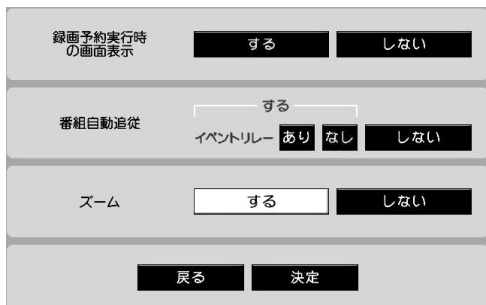 録画予約実行時
の画面表示
する
しない
する
番組自動追従
イベントリレー あり なし
しない
ズーム
する
しない
戻る
決定